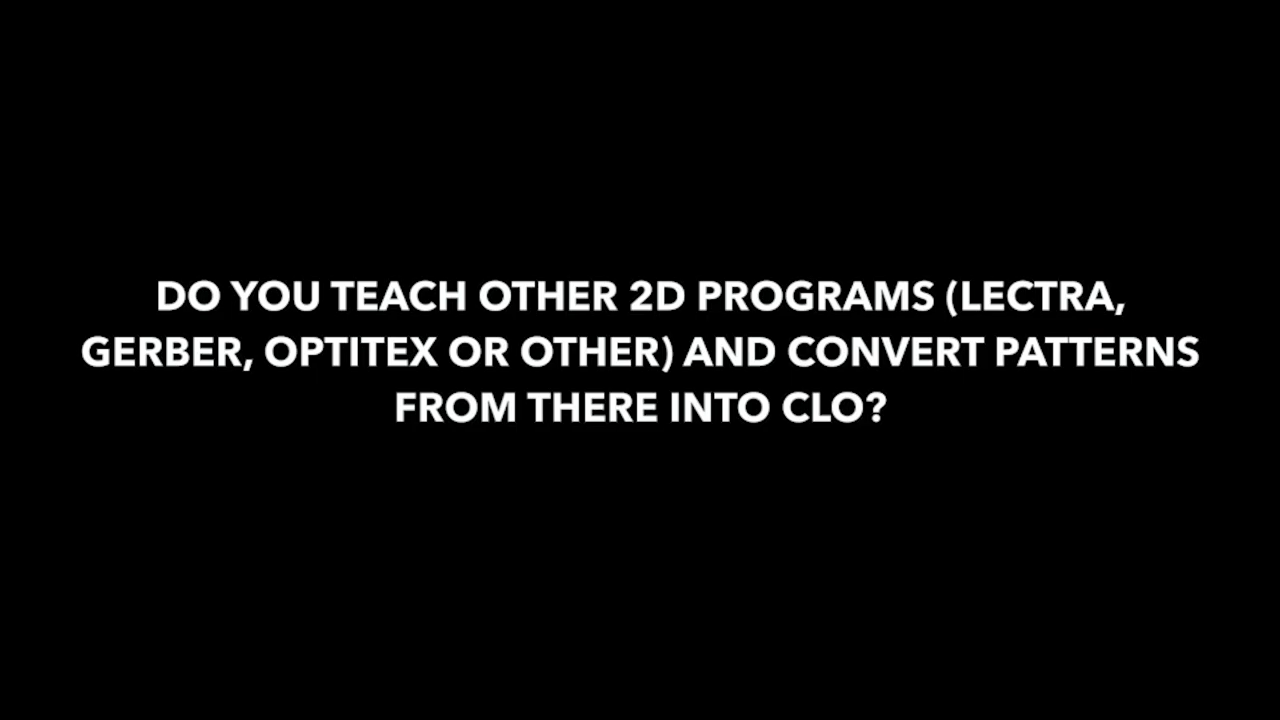 DO YOU TEACH OTHER 2D PROGRAMS (LECTRA,
GERBER, OPTITEX OR OTHER) AND CONVERT PATTERNS
FROM THERE INTO CLO?